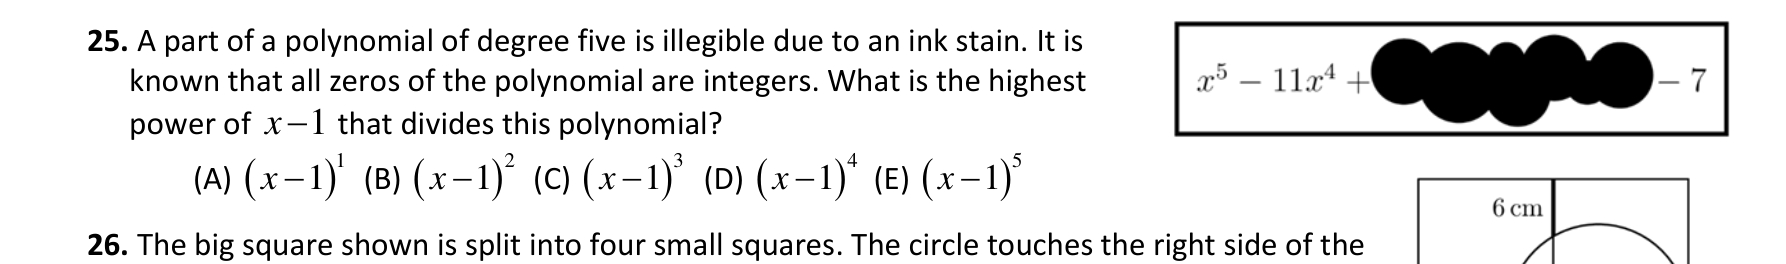 25. A part of a polynomial of degree five is illegible due to an ink stain. It is
known that all zeros of the polynomial are integers. What is the highest
power of x−1 that divides this polynomial?
(A) (x−1)¹ (B) (x−1)² (C) (x−1)³ (D) (x−1)⁴ (E) (x−1)⁵
x⁵ − 11x⁴ + − 7
6 cm
26. The big square shown is split into four small squares. The circle touches the right side of the